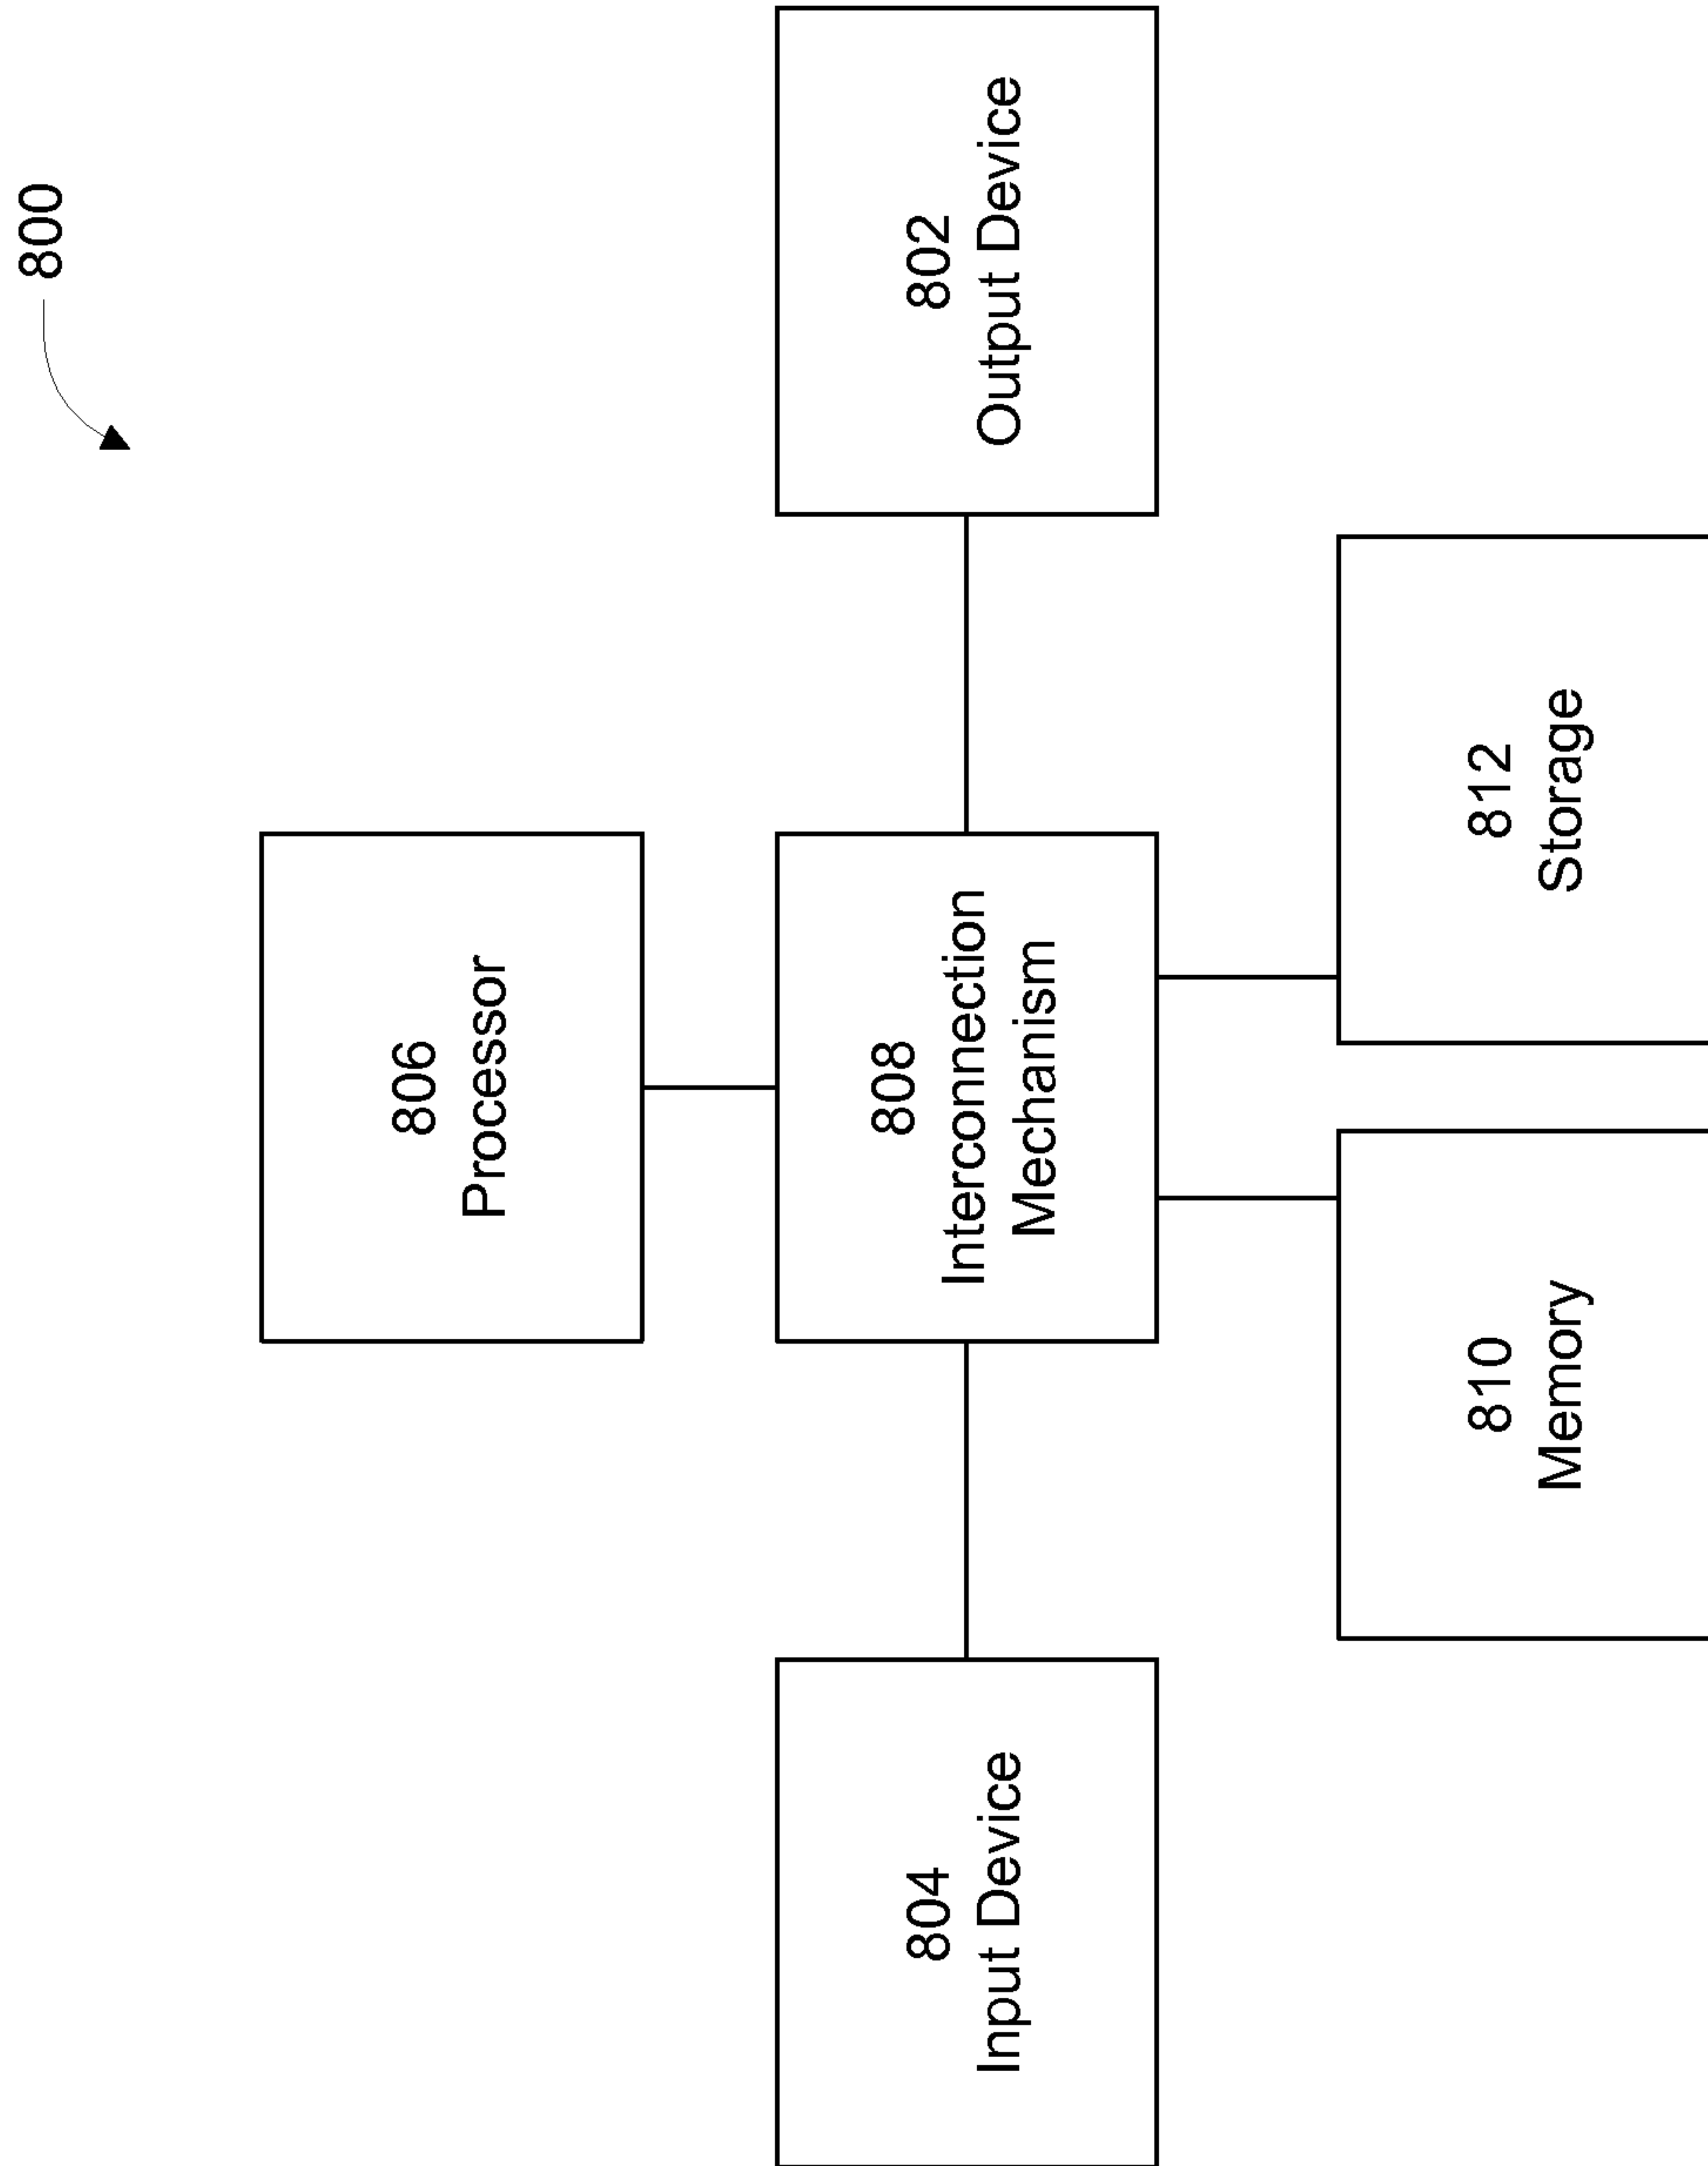 800
806
Processor
804
Input Device
808
Interconnection
Mechanism
802
Output Device
810
Memory
812
Storage